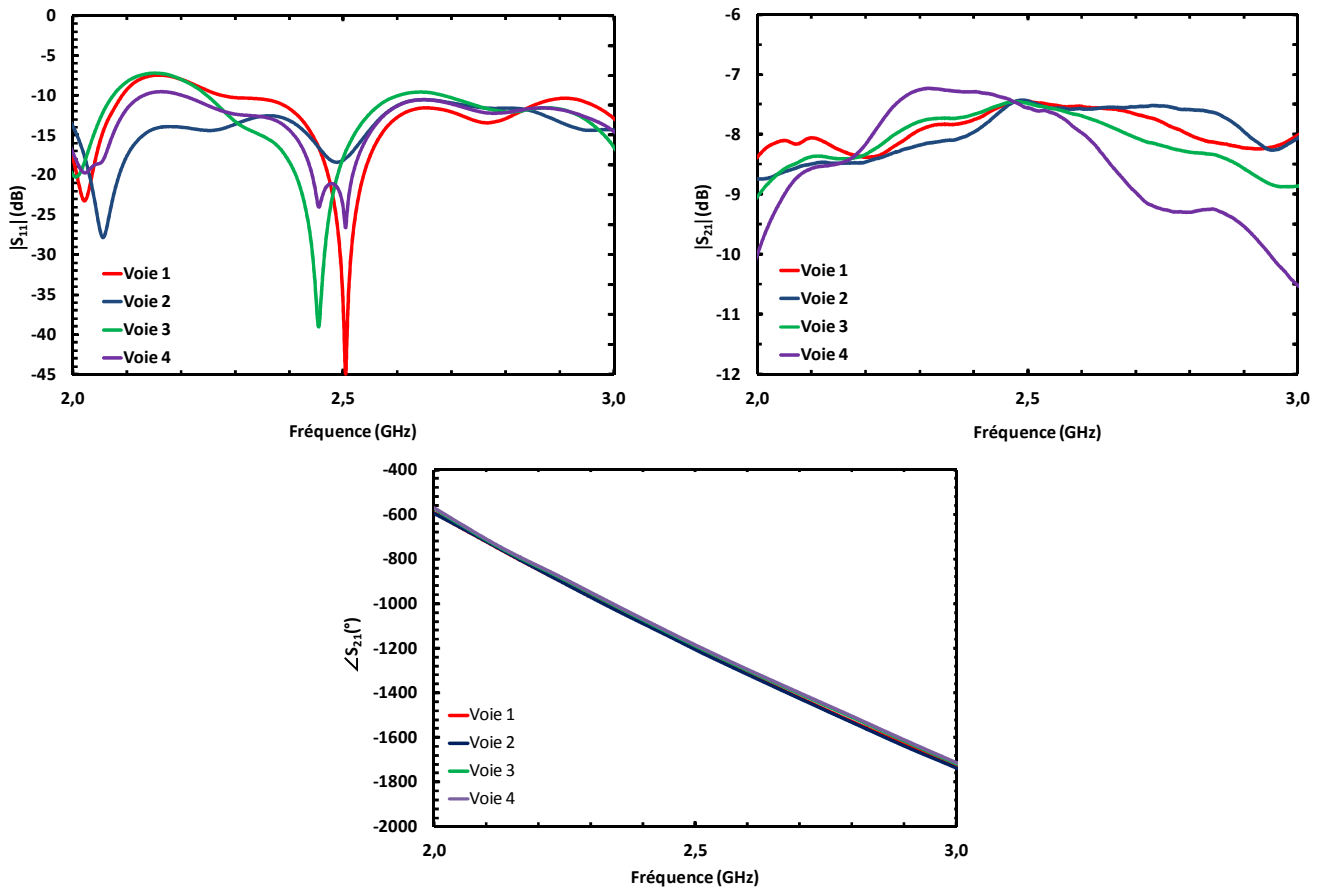 0
-5
-10
-15
-20
-25
-30
-35
-40
-45
|S11| (dB)
Voie 1
Voie 2
Voie 3
Voie 4
2,0
2,5
3,0
Fréquence (GHz)
-6
-7
-8
-9
-10
-11
-12
|S21| (dB)
Voie 1
Voie 2
Voie 3
Voie 4
2,0
2,5
3,0
Fréquence (GHz)
-400
-600
-800
-1000
-1200
-1400
-1600
-1800
-2000
∠S21(°)
Voie 1
Voie 2
Voie 3
Voie 4
2,0
2,5
3,0
Fréquence (GHz)